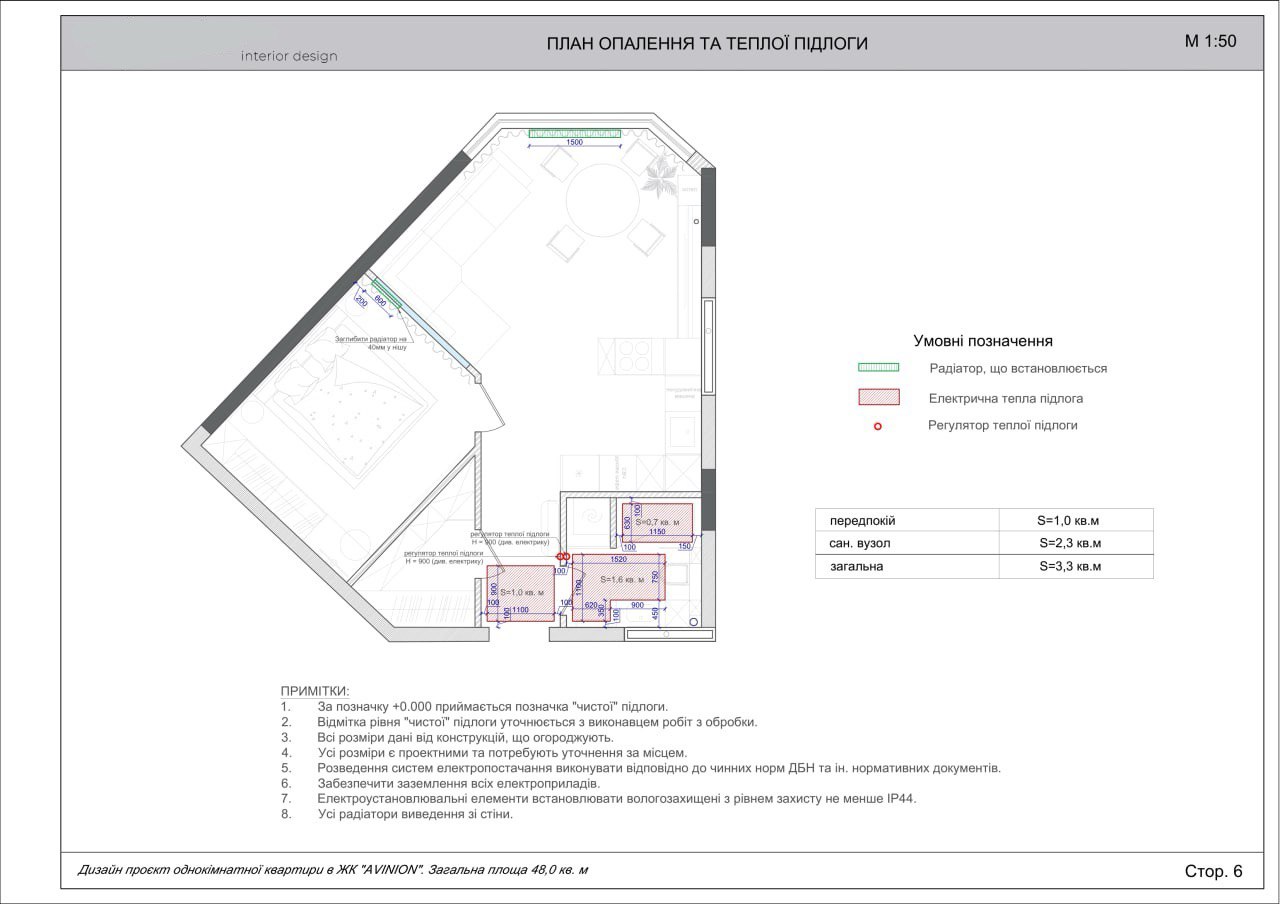 interior design
ПЛАН ОПАЛЕННЯ ТА ТЕПЛОЇ ПІДЛОГИ
М 1:50
1500
600
200
Заглибити радіатор на
40мм у нішу
Умовні позначення
Радіатор, що встановлюється
Електрична тепла підлога
Регулятор теплої підлоги
передпокій S=1,0 кв.м
сан. вузол S=2,3 кв.м
загальна S=3,3 кв.м
100
630
S=0,7 кв. м
1150
100
150
регулятор теплої підлоги
H = 900 (див. електрику)
регулятор теплої підлоги
H = 900 (див. електрику)
1520
100
S=1,6 кв. м
750
1100
900
S=1,0 кв. м
100
1100
100
100
620
350
100
900
450
ПРИМІТКИ:
1. За позначку +0.000 приймається позначка "чистої" підлоги.
2. Відмітка рівня "чистої" підлоги уточнюється з виконавцем робіт з обробки.
3. Всі розміри дані від конструкцій, що огороджують.
4. Усі розміри є проектними та потребують уточнення за місцем.
5. Розведення систем електропостачання виконувати відповідно до чинних норм ДБН та ін. нормативних документів.
6. Забезпечити заземлення всіх електроприладів.
7. Електроустановлювальні елементи встановлювати вологозахищені з рівнем захисту не менше IP44.
8. Усі радіатори виведення зі стіни.
Дизайн проєкт однокімнатної квартири в ЖК "AVINION". Загальна площа 48,0 кв. м
Стор. 6